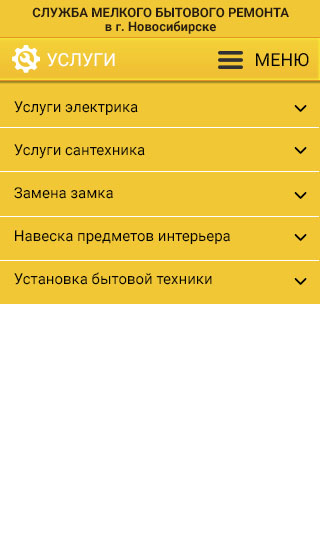 СЛУЖБА МЕЛКОГО БЫТОВОГО РЕМОНТА
в г. Новосибирске
УСЛУГИ МЕНЮ
Услуги электрика
Услуги сантехника
Замена замка
Навеска предметов интерьера
Установка бытовой техники